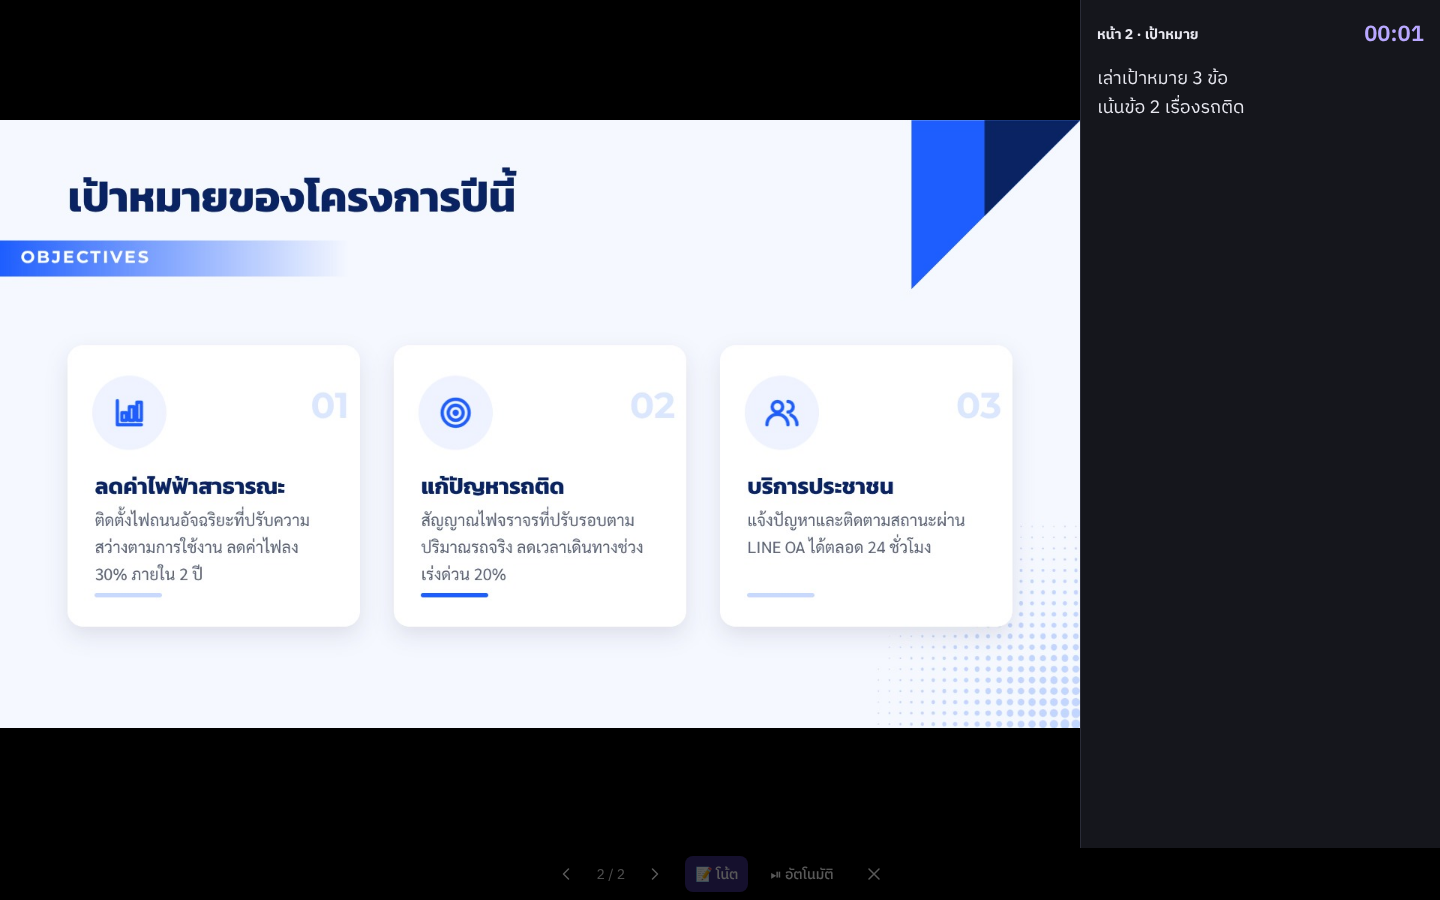 หน้า 2 · เป้าหมาย
00:01
เล่าเป้าหมาย 3 ข้อ
เน้นข้อ 2 เรื่องรถติด
เป้าหมายของโครงการปีนี้
OBJECTIVES
01
ลดค่าไฟฟ้าสาธารณะ
ติดตั้งไฟถนนอัจฉริยะที่ปรับความ
สว่างตามการใช้งาน ลดค่าไฟลง
30% ภายใน 2 ปี
02
แก้ปัญหารถติด
สัญญาณไฟจราจรที่ปรับรอบตาม
ปริมาณรถจริง ลดเวลาเดินทางช่วง
เร่งด่วน 20%
03
บริการประชาชน
แจ้งปัญหาและติดตามสถานะผ่าน
LINE OA ได้ตลอด 24 ชั่วโมง
2 / 2
โน้ต
อัตโนมัติ